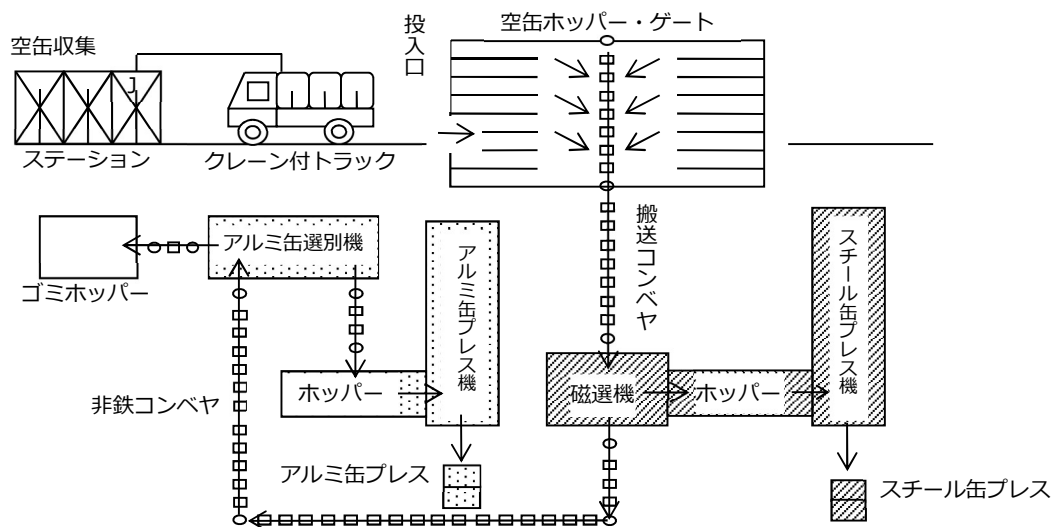 空缶収集
ステーション
クレーン付トラック
投入口
空缶ホッパー・ゲート
搬送コンベヤ
ゴミホッパー
アルミ缶選別機
アルミ缶プレス機
スチール缶プレス機
ホッパー
磁選機
ホッパー
非鉄コンベヤ
アルミ缶プレス
スチール缶プレス